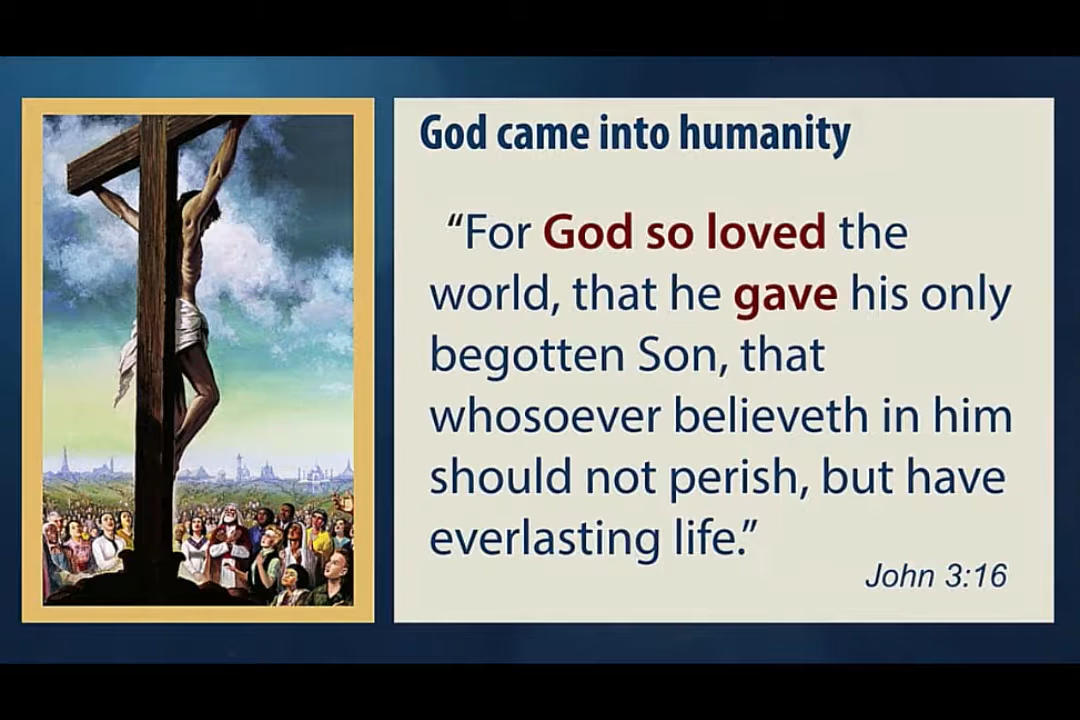 God came into humanity
“For God so loved the
world, that he gave his only
begotten Son, that
whosoever believeth in him
should not perish, but have
everlasting life.”
John 3:16